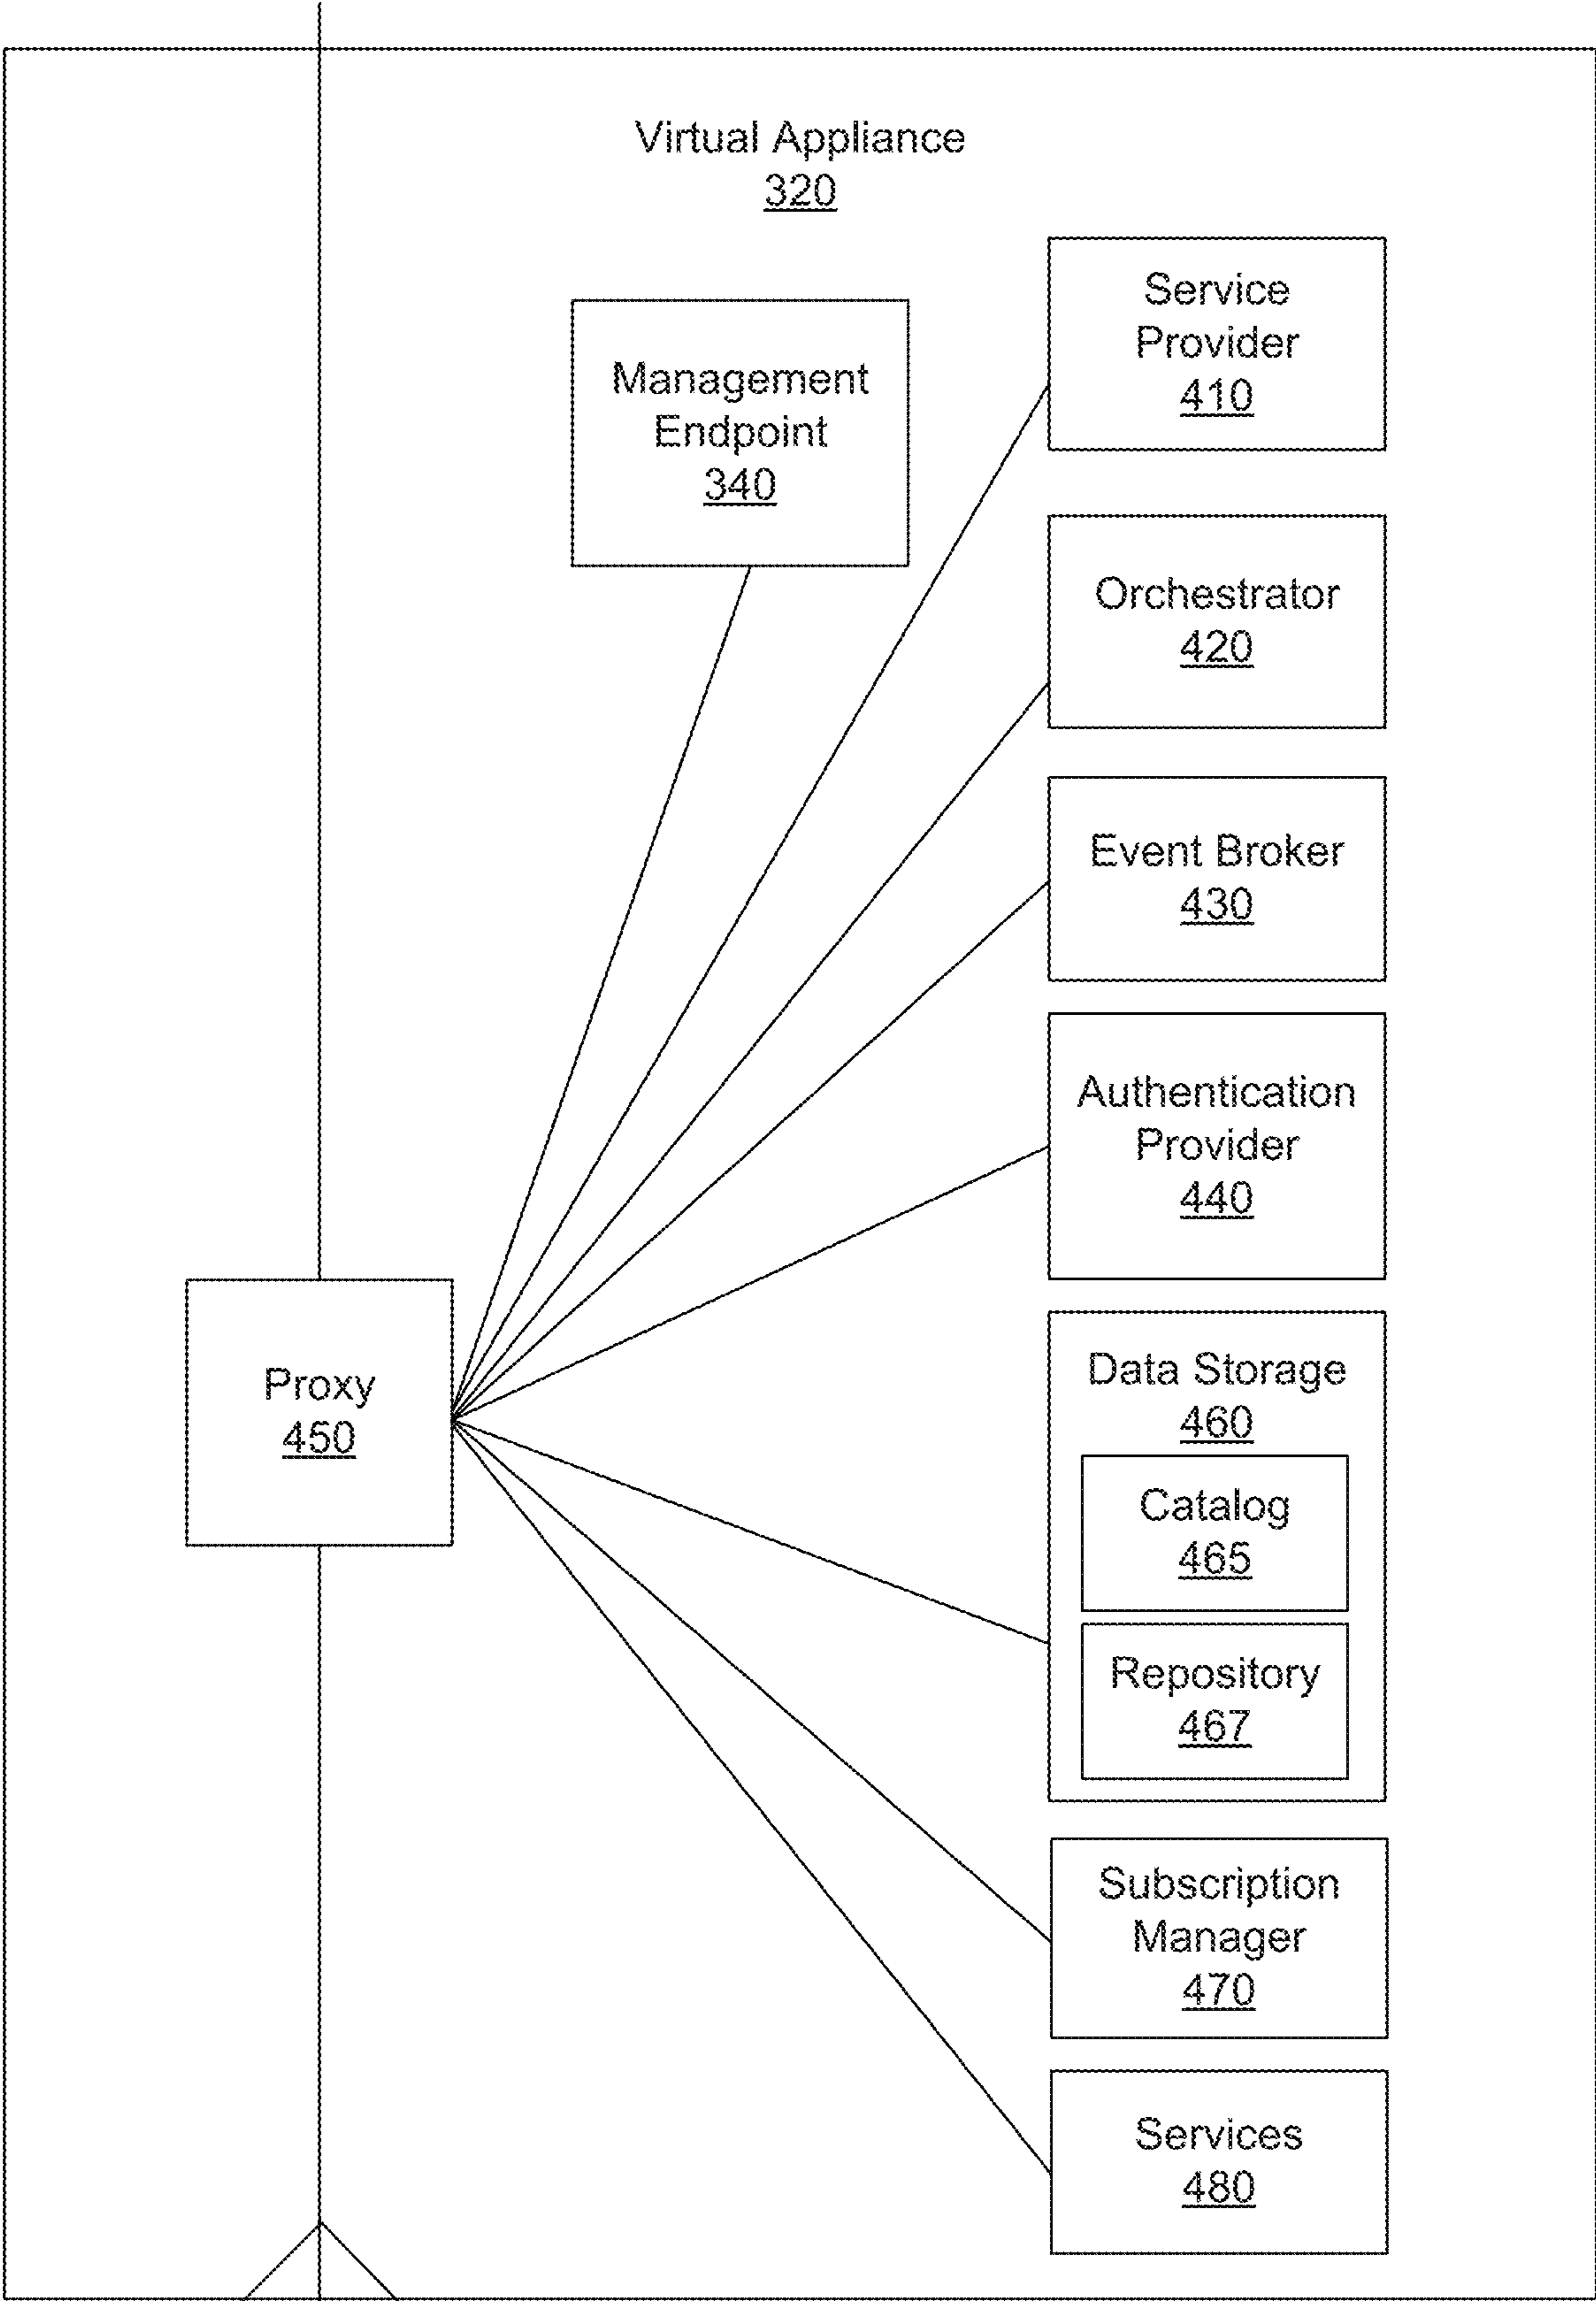 Virtual Appliance
320
Management
Endpoint
340
Service
Provider
410
Orchestrator
420
Event Broker
430
Authentication
Provider
440
Proxy
450
Data Storage
460
Catalog
465
Repository
467
Subscription
Manager
470
Services
480